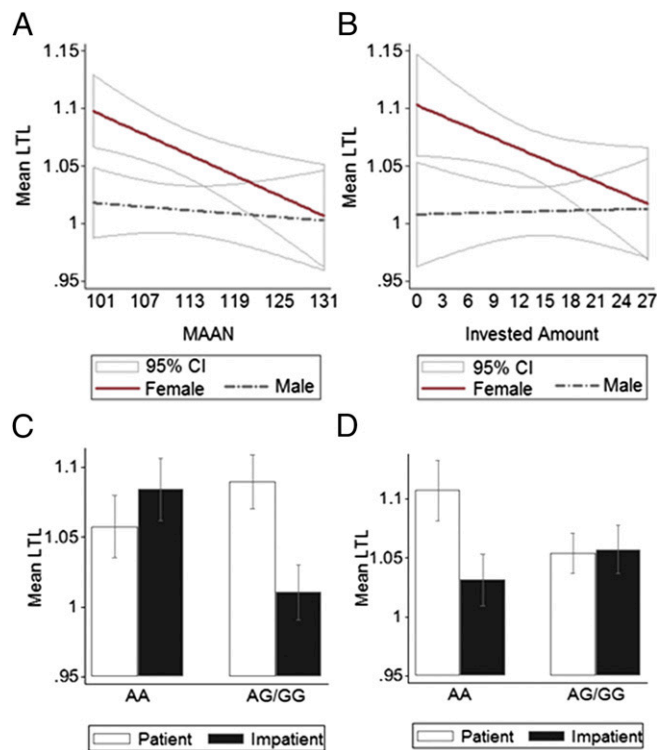 A
1.15
1.1
1.05
1
.95
Mean LTL
101 107 113 119 125 131
MAAN
95% CI
Female Male
B
1.15
1.1
1.05
1
.95
Mean LTL
0 3 6 9 12 15 18 21 24 27
Invested Amount
95% CI
Female Male
C
1.1
1.05
1
.95
Mean LTL
AA AG/GG
Patient Impatient
D
1.1
1.05
1
.95
Mean LTL
AA AG/GG
Patient Impatient